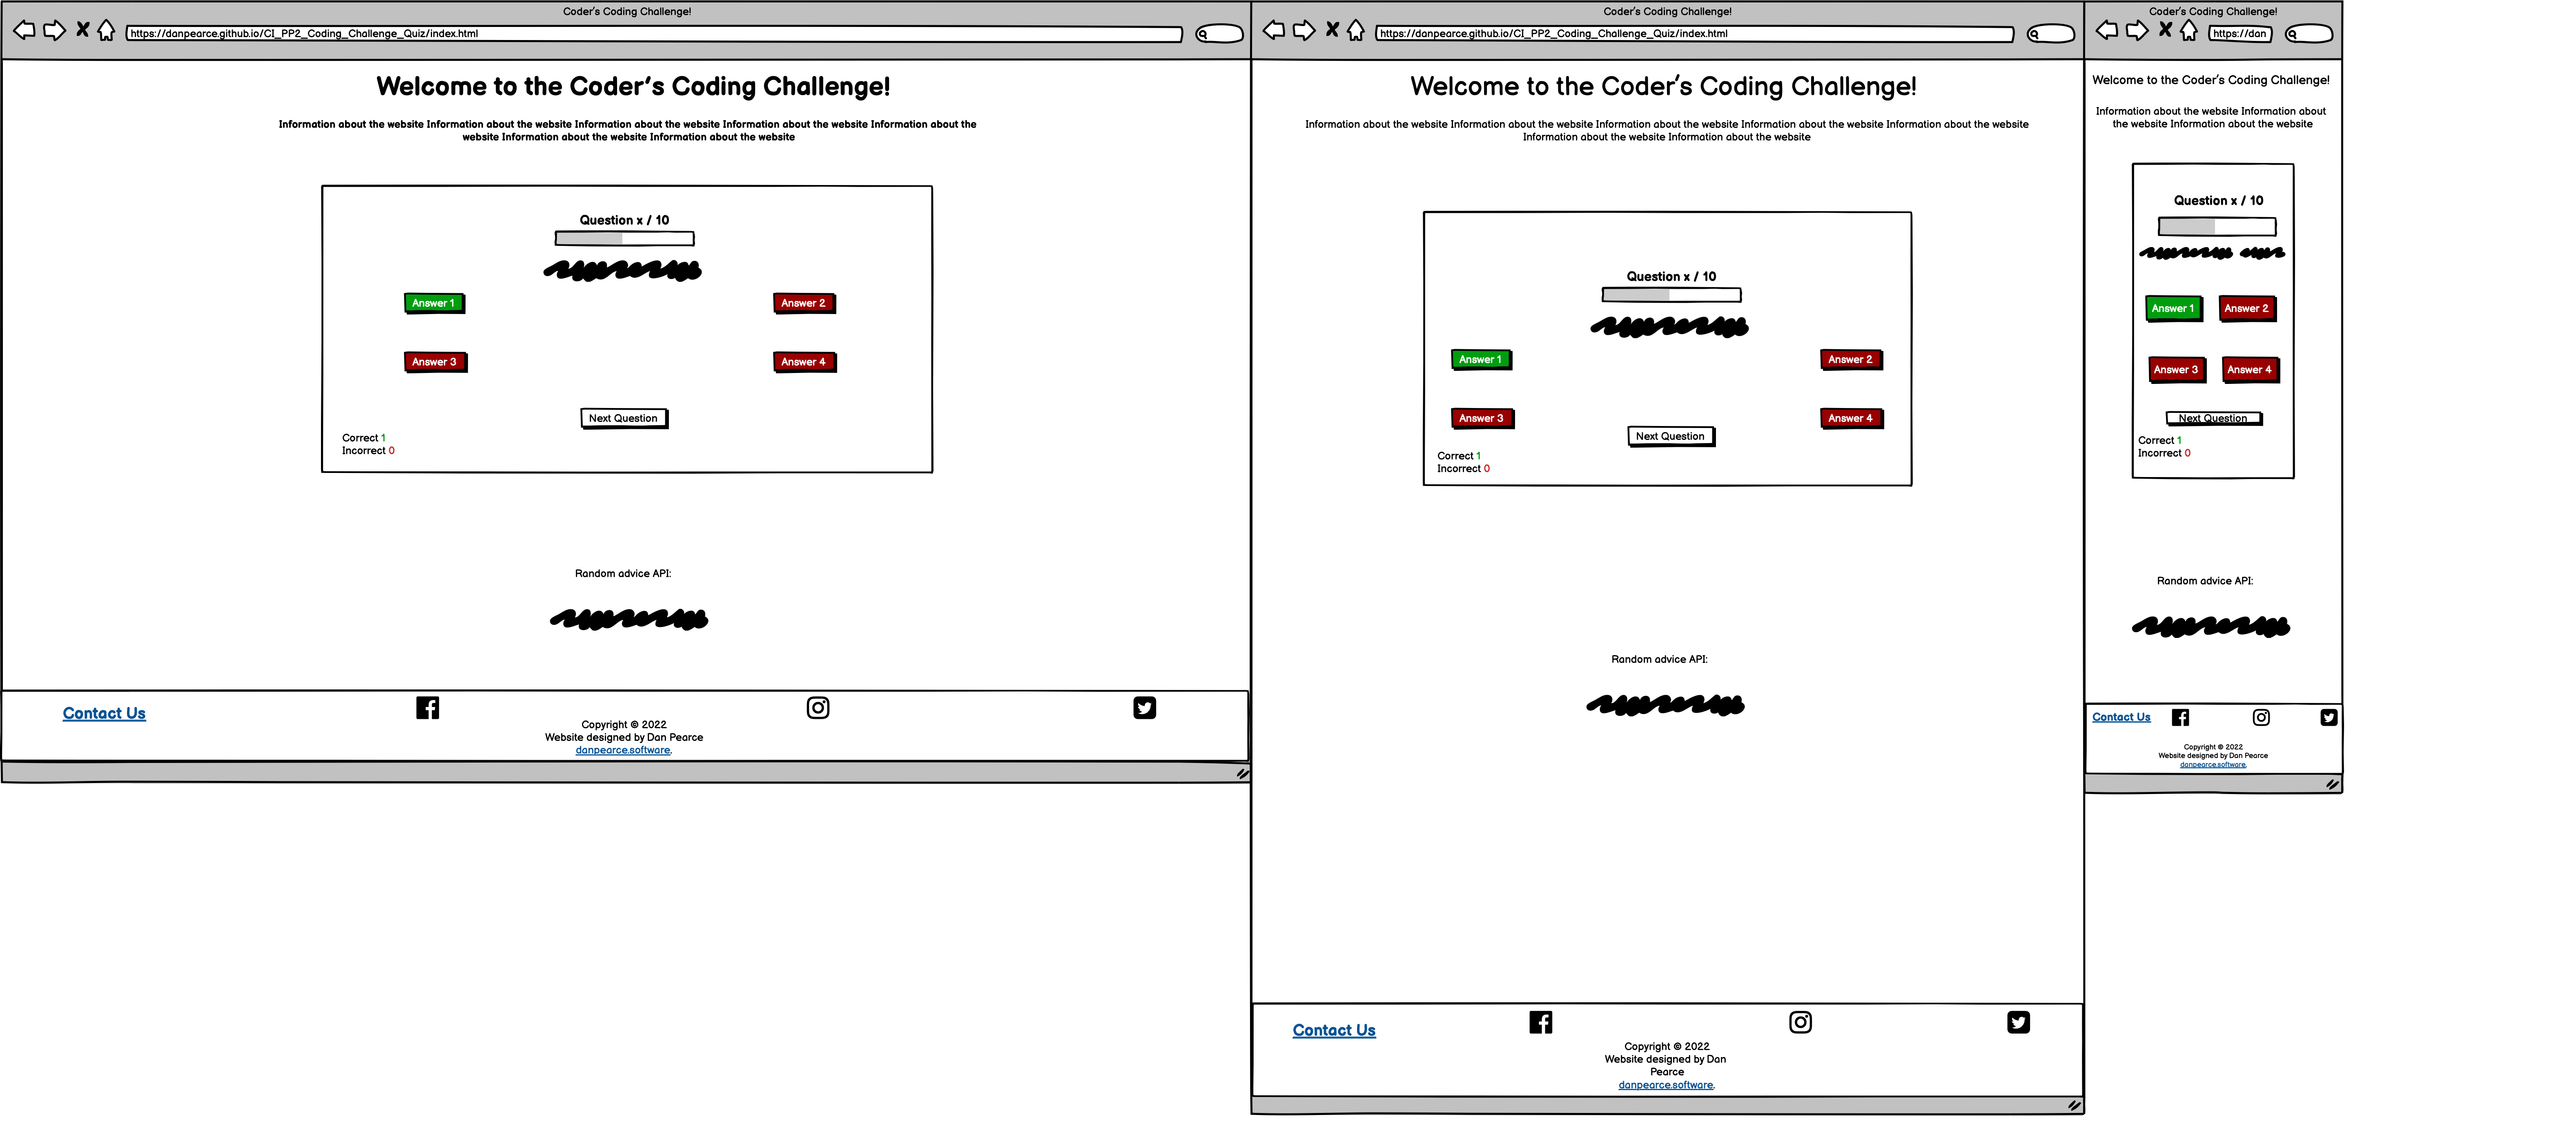 Coder's Coding Challenge!
https://danpearce.github.io/CI_PP2_Coding_Challenge_Quiz/index.html
Welcome to the Coder's Coding Challenge!
Information about the website Information about the website Information about the website Information about the website Information about the
website Information about the website Information about the website
Question x / 10
Answer 1
Answer 2
Answer 3
Answer 4
Next Question
Correct 1
Incorrect 0
Random advice API:
Contact Us
Copyright © 2022
Website designed by Dan Pearce
danpearce.software.
Coder's Coding Challenge!
https://danpearce.github.io/CI_PP2_Coding_Challenge_Quiz/index.html
Welcome to the Coder's Coding Challenge!
Information about the website Information about the website Information about the website Information about the website Information about the website
Information about the website Information about the website
Question x / 10
Answer 1
Answer 2
Answer 3
Answer 4
Next Question
Correct 1
Incorrect 0
Random advice API:
Contact Us
Copyright © 2022
Website designed by Dan
Pearce
danpearce.software.
Coder's Coding Challenge!
https://dan
Welcome to the Coder's Coding Challenge!
Information about the website Information about
the website Information about the website
Question x / 10
Answer 1
Answer 2
Answer 3
Answer 4
Next Question
Correct 1
Incorrect 0
Random advice API:
Contact Us
Copyright © 2022
Website designed by Dan Pearce
danpearce.software.